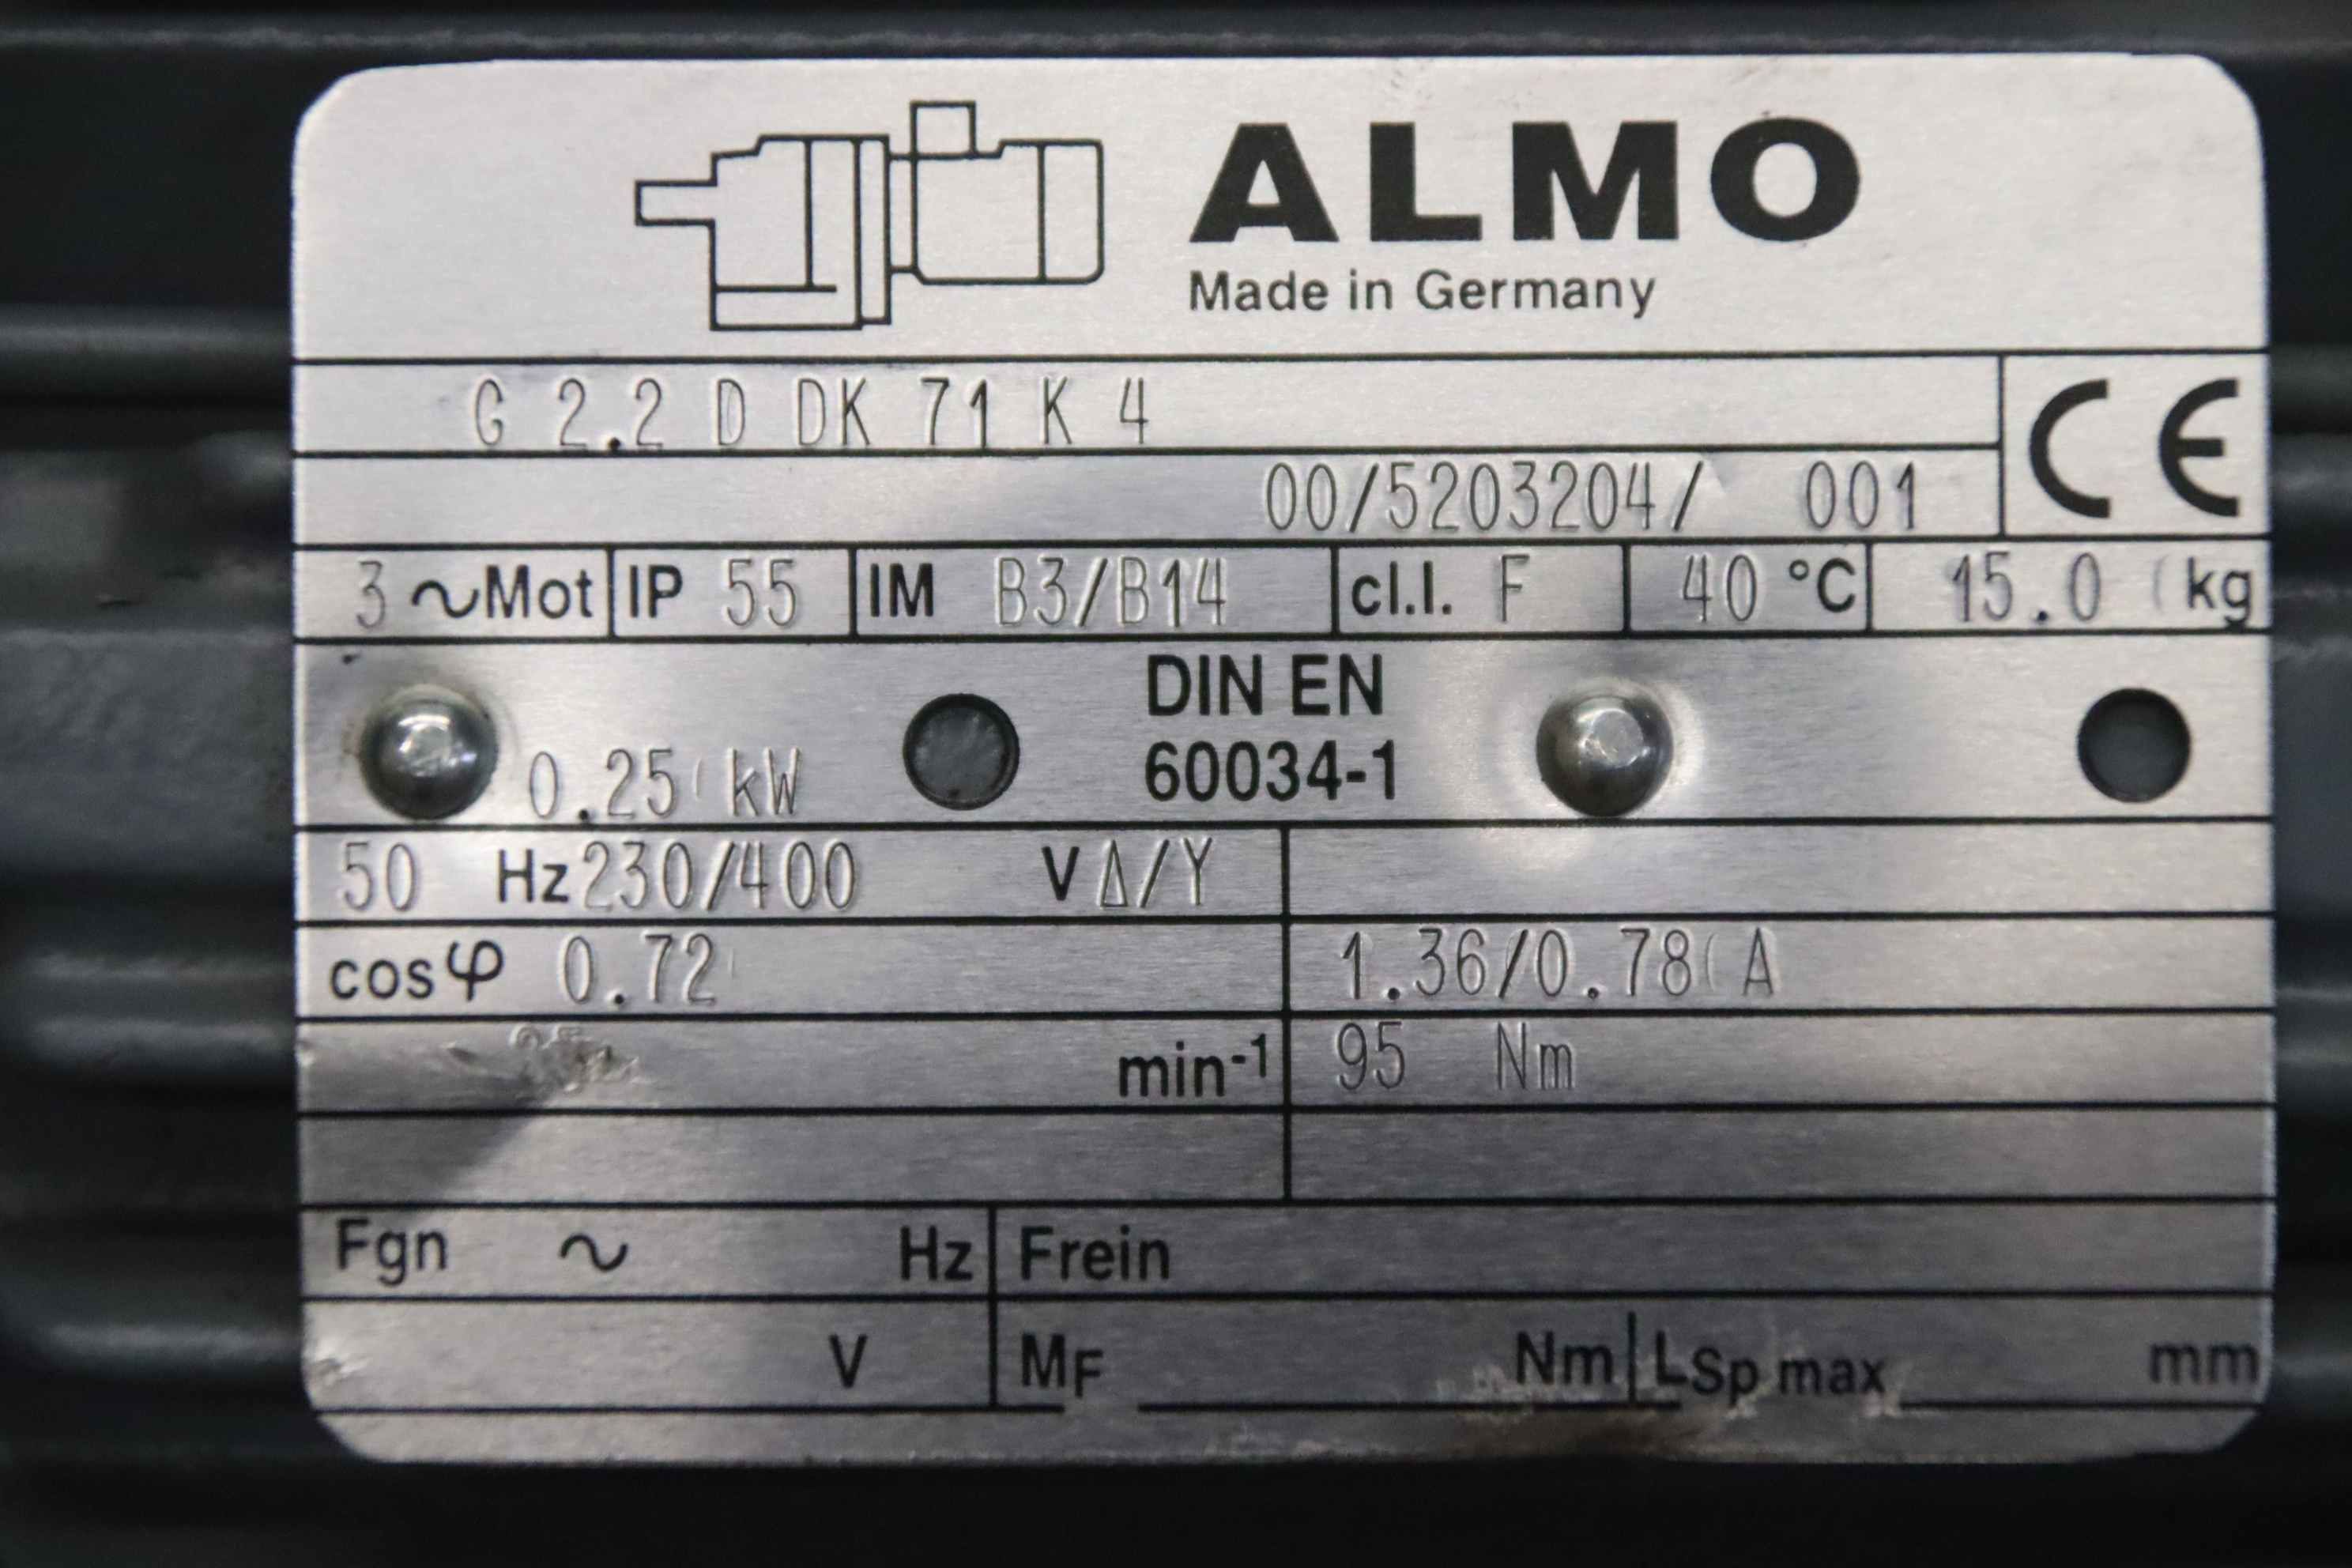 ALMO
Made in Germany
G 2.2 D DK 71 K 4
CE
00/5203204/ 001
3 ~Mot IP 55 IM B3/B14 cl.I. F 40 °C 15.0 kg
DIN EN
60034-1
0.25 kW
50 Hz 230/400 V Δ/Y
cosφ 0.72 1.36/0.78 A
min-1 95 Nm
Fgn ~ Hz Frein
V MF Nm LSp max mm